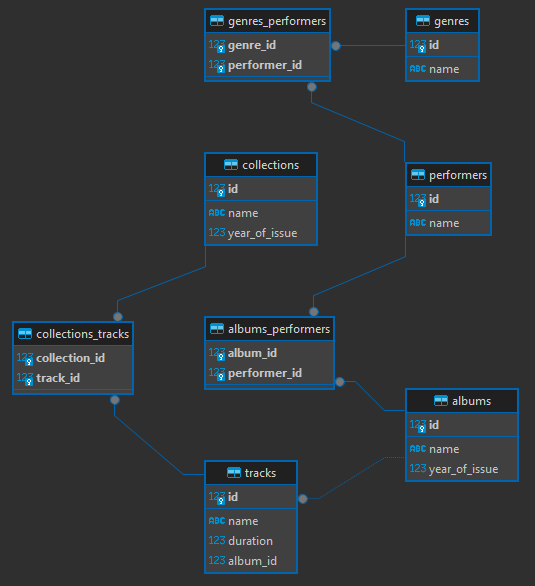 genres_performers
123 genre_id
123 performer_id
genres
123 id
ABC name
collections
123 id
ABC name
123 year_of_issue
performers
123 id
ABC name
collections_tracks
123 collection_id
123 track_id
albums_performers
123 album_id
123 performer_id
albums
123 id
ABC name
123 year_of_issue
tracks
123 id
ABC name
123 duration
123 album_id